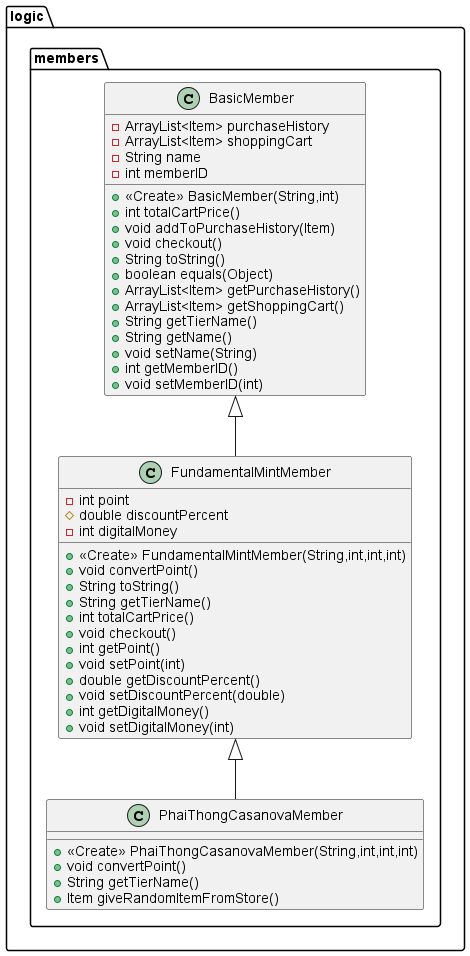 logic
members
C BasicMember
ArrayList<Item> purchaseHistory
ArrayList<Item> shoppingCart
String name
int memberID
«Create» BasicMember(String,int)
int totalCartPrice()
void addToPurchaseHistory(Item)
void checkout()
String toString()
boolean equals(Object)
ArrayList<Item> getPurchaseHistory()
ArrayList<Item> getShoppingCart()
String getTierName()
String getName()
void setName(String)
int getMemberID()
void setMemberID(int)
C FundamentalMintMember
int point
double discountPercent
int digitalMoney
«Create» FundamentalMintMember(String,int,int,int)
void convertPoint()
String toString()
String getTierName()
int totalCartPrice()
void checkout()
int getPoint()
void setPoint(int)
double getDiscountPercent()
void setDiscountPercent(double)
int getDigitalMoney()
void setDigitalMoney(int)
C PhaiThongCasanovaMember
«Create» PhaiThongCasanovaMember(String,int,int,int)
void convertPoint()
String getTierName()
Item giveRandomItemFromStore()